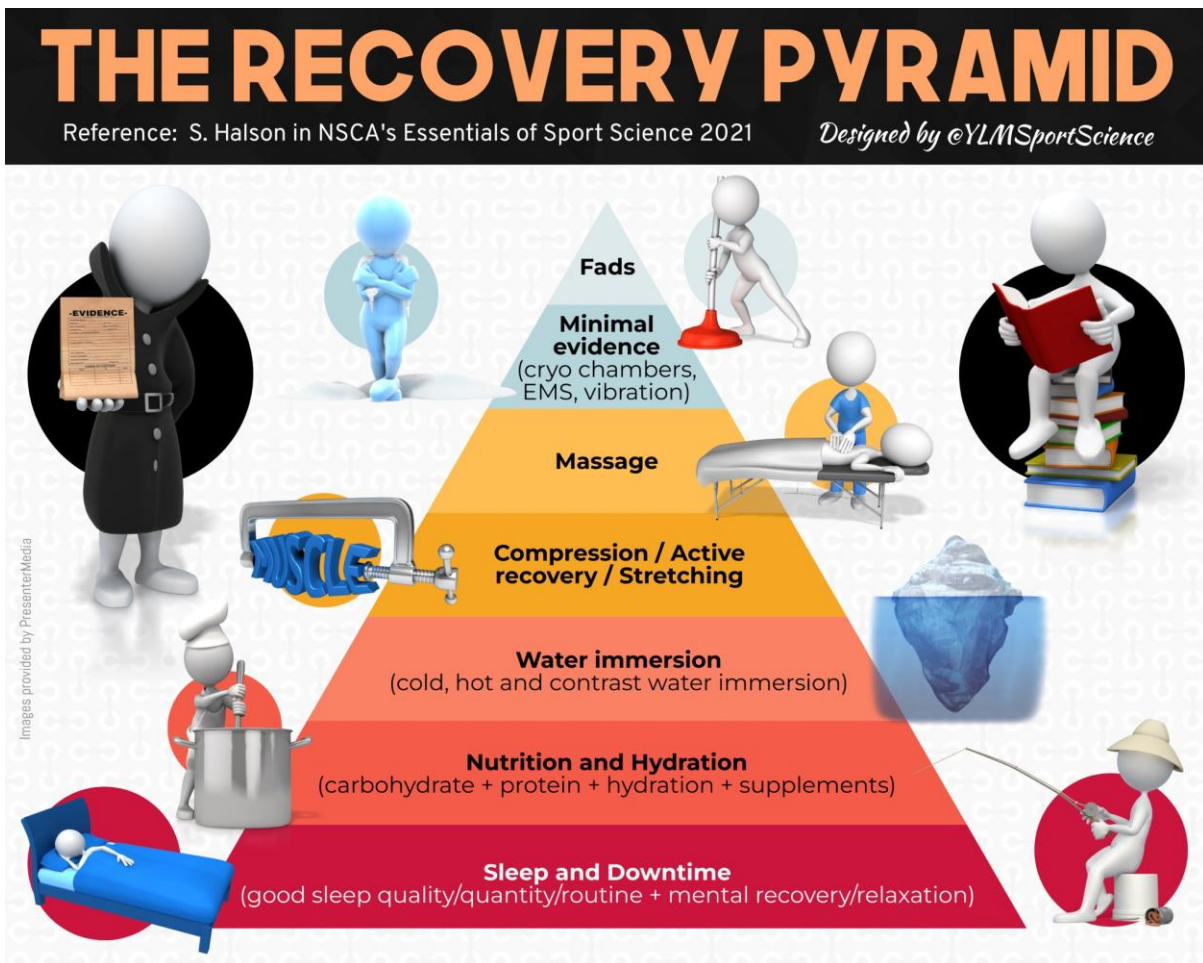 THE RECOVERY PYRAMID
Reference: S. Halson in NSCA's Essentials of Sport Science 2021
Designed by @YLMSportScience
-EVIDENCE-
Fads
Minimal
evidence
(cryo chambers,
EMS, vibration)
Massage
MUSCLE
Compression / Active
recovery / Stretching
Water immersion
(cold, hot and contrast water immersion)
Nutrition and Hydration
(carbohydrate + protein + hydration + supplements)
Sleep and Downtime
(good sleep quality/quantity/routine + mental recovery/relaxation)
Images provided by PresenterMedia